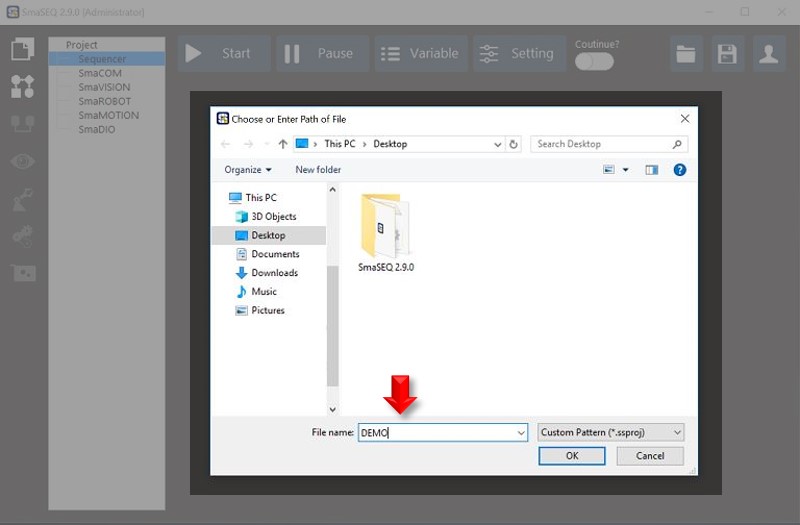 SmaSEQ 2.9.0 [Administrator]
Project
Sequencer
SmaCOM
SmaVISION
SmaROBOT
SmaMOTION
SmaDIO
Start
Pause
Variable
Setting
Coutinue?
Choose or Enter Path of File
This PC > Desktop
Search Desktop
Organize
New folder
This PC
3D Objects
Desktop
Documents
Downloads
Music
Pictures
SmaSEQ 2.9.0
File name: DEMO
Custom Pattern (*.ssproj)
OK
Cancel